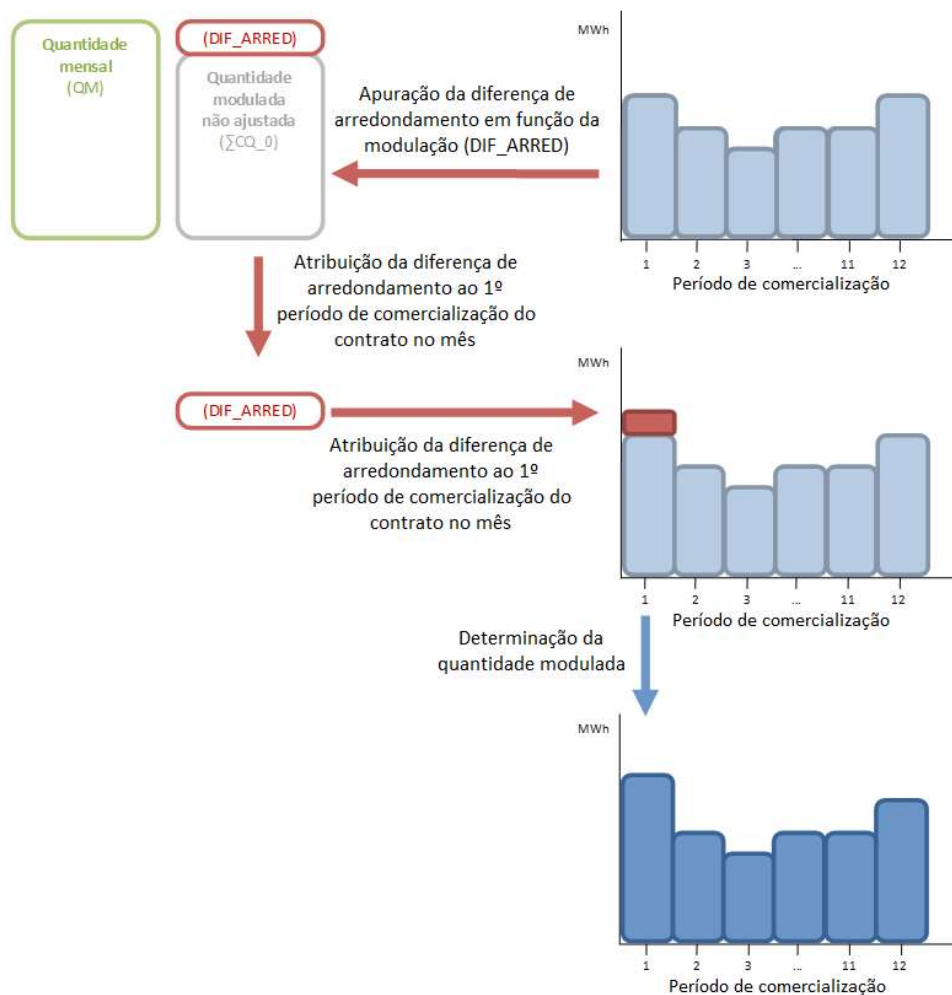 Quantidade
mensal
(QM)
(DIF_ARRED)
Quantidade
modulada
não ajustada
(∑CQ_0)
Apuração da diferença de
arredondamento em função da
modulação (DIF_ARRED)
MWh
1 2 3 ... 11 12
Período de comercialização
Atribuição da diferença de
arredondamento ao 1º
período de comercialização do
contrato no mês
(DIF_ARRED)
Atribuição da diferença de
arredondamento ao 1º
período de comercialização do
contrato no mês
MWh
1 2 3 ... 11 12
Período de comercialização
Determinação da
quantidade modulada
MWh
1 2 3 ... 11 12
Período de comercialização